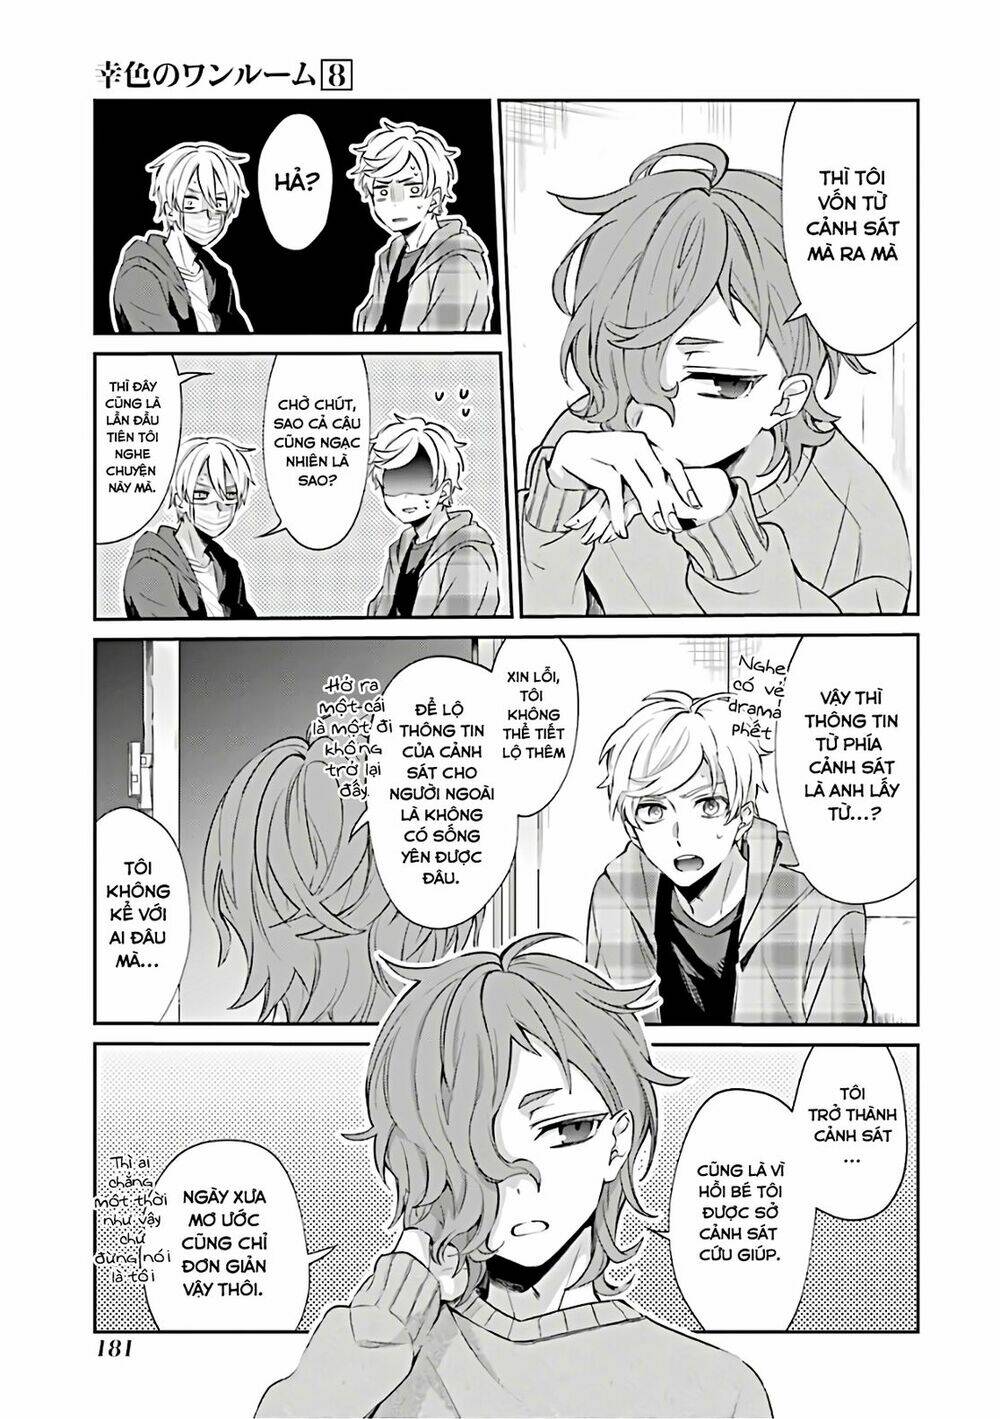 幸色のワンルーム8
THÌ TÔI
VỐN TỪ
CẢNH SÁT
MÀ RA MÀ
HẢ?
CHỜ CHÚT,
SAO CẢ CẬU
CŨNG NGẠC
NHIÊN LÀ
SAO?
THÌ ĐÂY
CŨNG LÀ
LẦN ĐẦU
TIÊN TÔI
NGHE
CHUYỆN
NÀY MÀ.
VẬY THÌ
THÔNG TIN
TỪ PHÍA
CẢNH SÁT
LÀ ANH LẤY
TỪ...?
Nghe
có vẻ
drama
phết
XIN LỖI,
TÔI
KHÔNG
THỂ TIẾT
LỘ THÊM
ĐỂ LỘ
THÔNG TIN
CỦA CẢNH
SÁT CHO
NGƯỜI NGOÀI
LÀ KHÔNG
CÓ SỐNG
YÊN ĐƯỢC
ĐÂU.
Hở ra
một cái
là một đi
không
trở lại
đấy
TÔI
KHÔNG
KỂ VỚI
AI ĐÂU
MÀ...
TÔI
TRỞ THÀNH
CẢNH SÁT
...
CŨNG LÀ VÌ
HỒI BÉ TÔI
ĐƯỢC SỞ
CẢNH SÁT
CỨU GIÚP.
NGÀY XƯA
MƠ ƯỚC
CŨNG CHỈ
ĐƠN GIẢN
VẬY THÔI.
Thì ai
chẳng
một thời
như vậy
chứ
đừng nói
là tôi
181